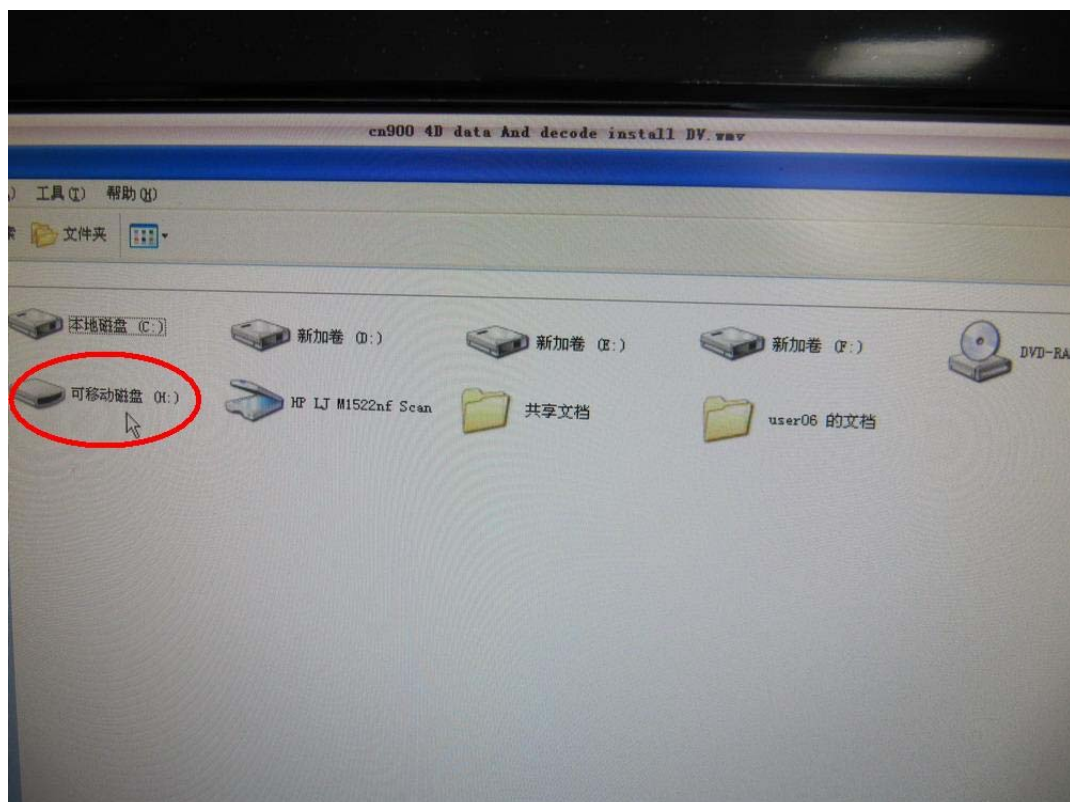 cn900 4D data And decode install DV.wmv
工具(T) 帮助(H)
文件夹
本地磁盘 (C:)
新加卷 (D:)
新加卷 (E:)
新加卷 (F:)
DVD-RA
可移动磁盘 (H:)
HP LJ M1522nf Scan
共享文档
user06 的文档